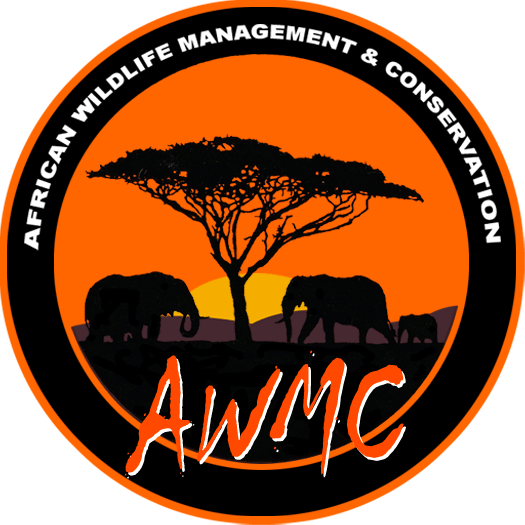 AFRICAN WILDLIFE MANAGEMENT & CONSERVATION
AWMC